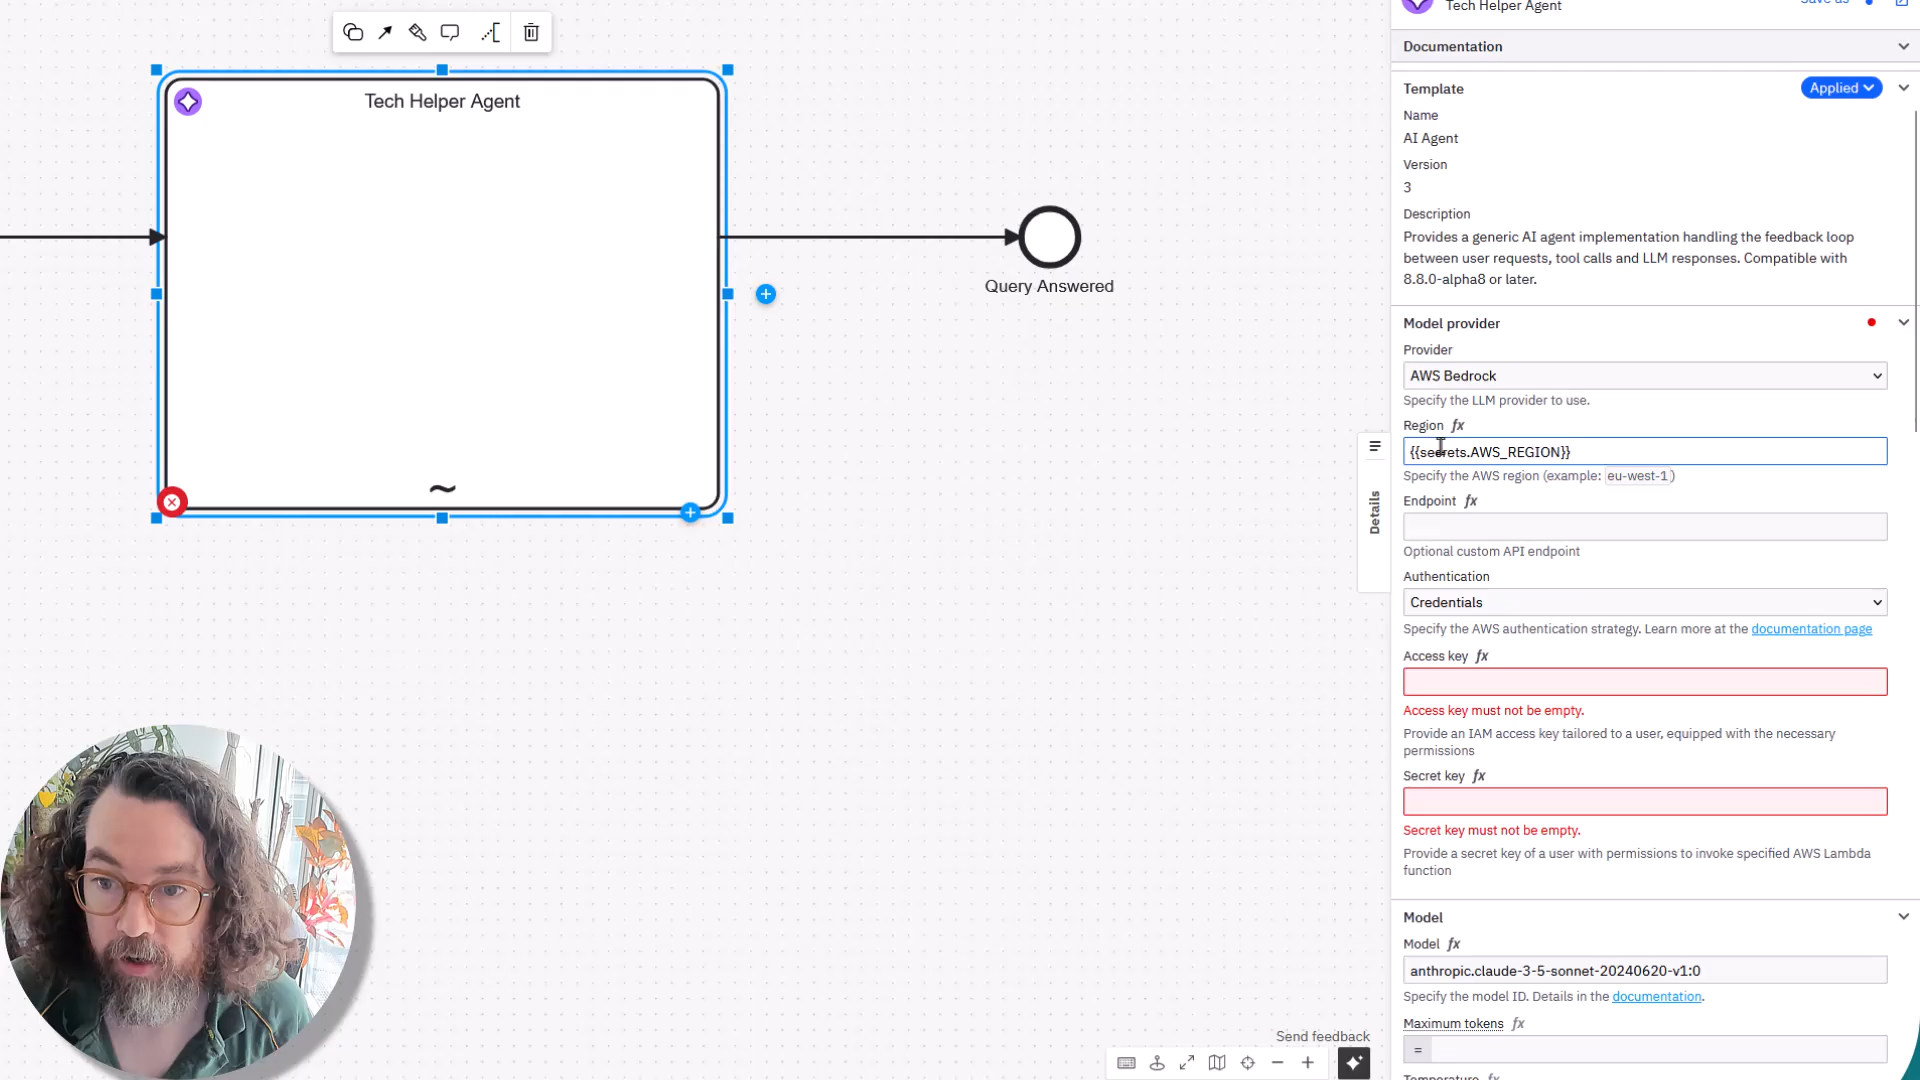 Tech Helper Agent
Save as
Documentation
Tech Helper Agent
Template
Applied
Name
AI Agent
Version
3
Description
Provides a generic AI agent implementation handling the feedback loop
between user requests, tool calls and LLM responses. Compatible with
8.8.0-alpha8 or later.
Query Answered
Model provider
Provider
AWS Bedrock
Specify the LLM provider to use.
Region fx
{{secrets.AWS_REGION}}
Specify the AWS region (example: eu-west-1)
Endpoint fx
Optional custom API endpoint
Details
Authentication
Credentials
Specify the AWS authentication strategy. Learn more at the documentation page
Access key fx
Access key must not be empty.
Provide an IAM access key tailored to a user, equipped with the necessary
permissions
Secret key fx
Secret key must not be empty.
Provide a secret key of a user with permissions to invoke specified AWS Lambda
function
Model
Model fx
anthropic.claude-3-5-sonnet-20240620-v1:0
Specify the model ID. Details in the documentation.
Maximum tokens fx
=
Temperature fx
Send feedback